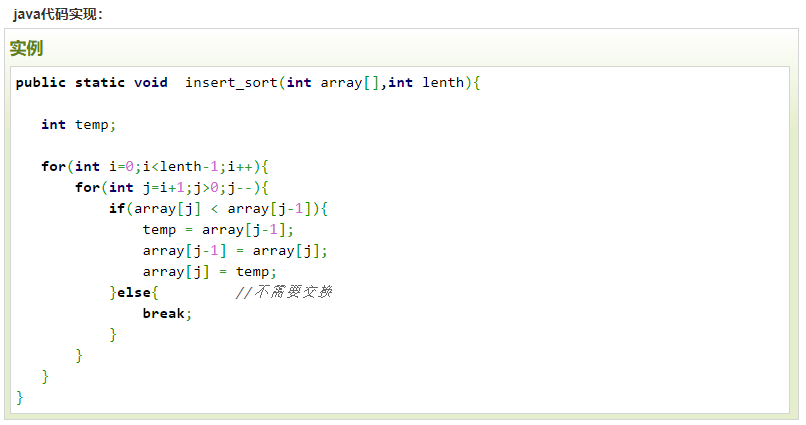 java代码实现：
实例
public static void  insert_sort(int array[],int lenth){
   int temp;
   for(int i=0;i<lenth-1;i++){
       for(int j=i+1;j>0;j--){
           if(array[j] < array[j-1]){
               temp = array[j-1];
               array[j-1] = array[j];
               array[j] = temp;
           }else{         //不需要交换
               break;
           }
       }
   }
}